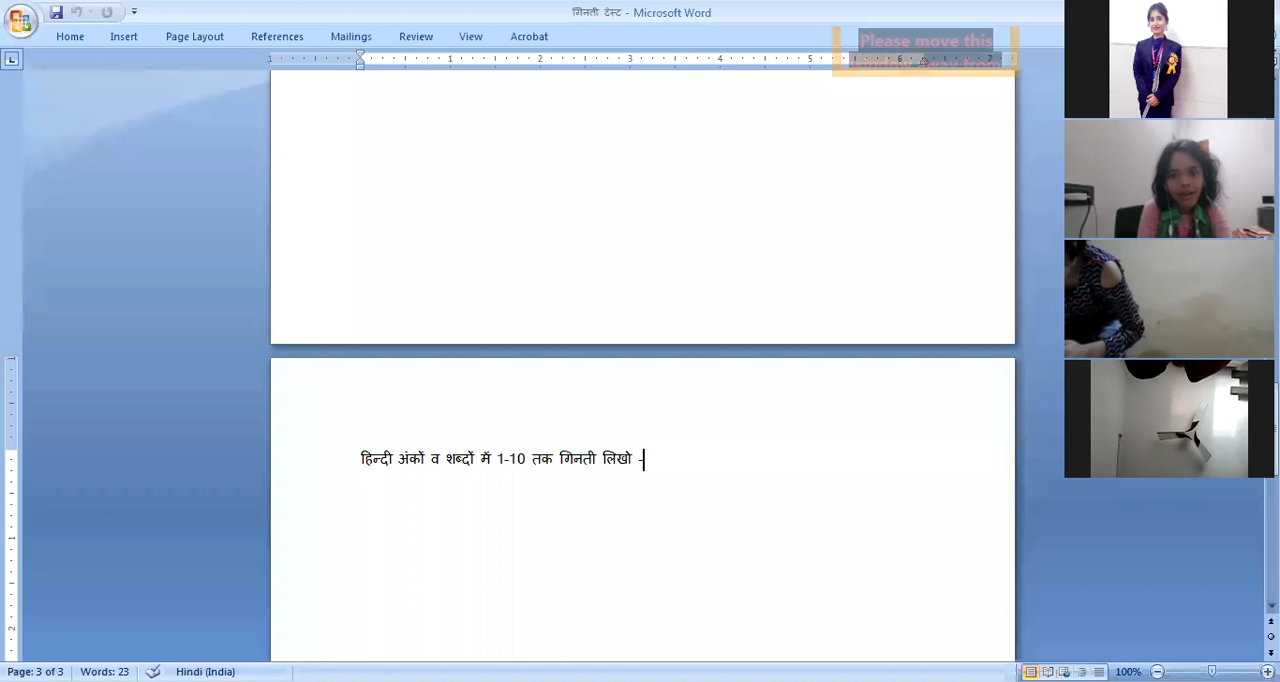 गिनती टेस्ट - Microsoft Word
Home Insert Page Layout References Mailings Review View Acrobat
Please move this
हिन्दी अंकों व शब्दों में 1-10 तक गिनती लिखो -
Page: 3 of 3 Words: 23 Hindi (India) 100%